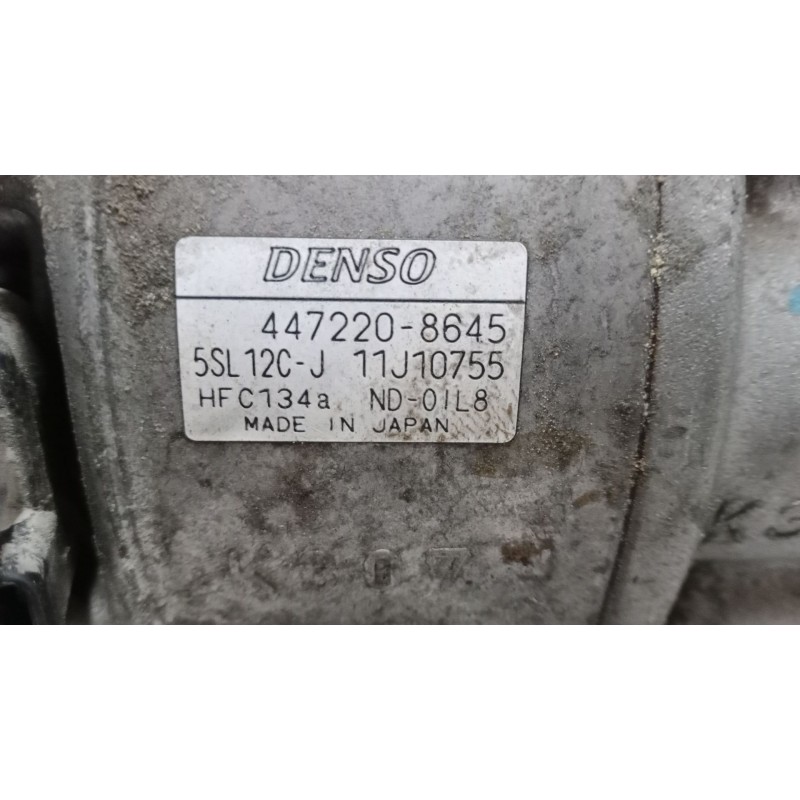 DENSO
447220-8645
5SL12C-J 11J10755
HFC134a ND-OIL8
MADE IN JAPAN